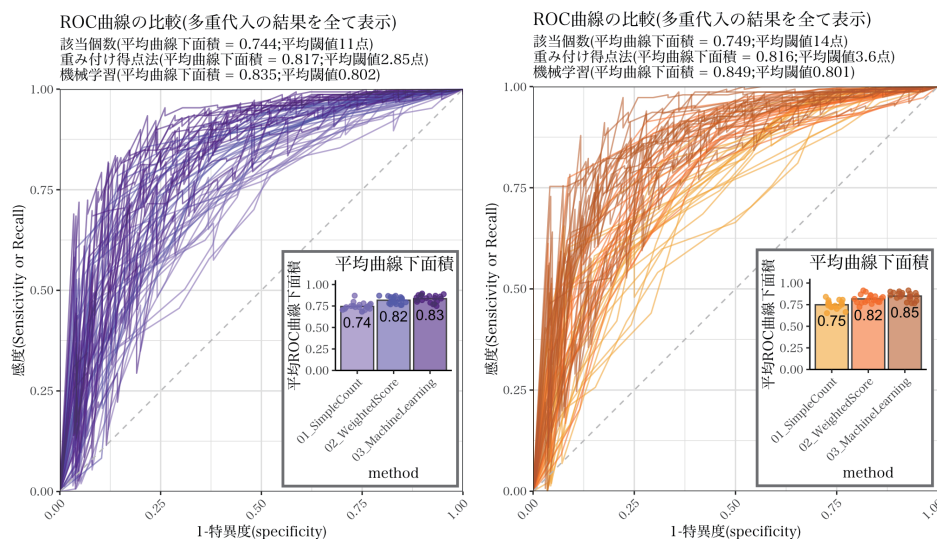 ROC曲線の比較(多重代入の結果を全て表示)
該当個数(平均曲線下面積 = 0.744;平均閾値11点)
重み付け得点法(平均曲線下面積 = 0.817;平均閾値2.85点)
機械学習(平均曲線下面積 = 0.835;平均閾値0.802)
1.00
0.75
0.50
0.25
0.00
感度(Sensicivity or Recall)
0.00
0.25
0.50
0.75
1.00
1-特異度(specificity)
平均曲線下面積
平均ROC曲線下面積
1.00
0.75
0.50
0.25
0.00
0.74
0.82
0.83
01_SimpleCount
02_WeightedScore
03_MachineLearning
method
ROC曲線の比較(多重代入の結果を全て表示)
該当個数(平均曲線下面積 = 0.749;平均閾値14点)
重み付け得点法(平均曲線下面積 = 0.816;平均閾値3.6点)
機械学習(平均曲線下面積 = 0.849;平均閾値0.801)
1.00
0.75
0.50
0.25
0.00
感度(Sensicivity or Recall)
0.00
0.25
0.50
0.75
1.00
1-特異度(specificity)
平均曲線下面積
平均ROC曲線下面積
1.00
0.75
0.50
0.25
0.00
0.75
0.82
0.85
01_SimpleCount
02_WeightedScore
03_MachineLearning
method